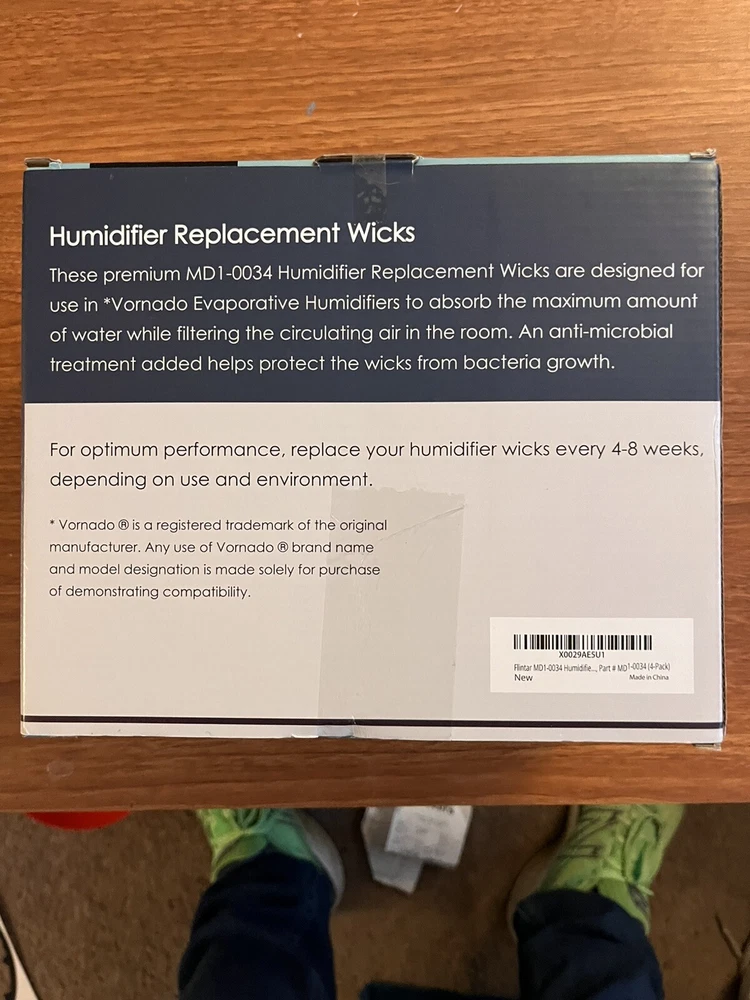 Humidifier Replacement Wicks
These premium MD1-0034 Humidifier Replacement Wicks are designed for
use in *Vornado Evaporative Humidifiers to absorb the maximum amount
of water while filtering the circulating air in the room. An anti-microbial
treatment added helps protect the wicks from bacteria growth.
For optimum performance, replace your humidifier wicks every 4-8 weeks,
depending on use and environment.
* Vornado ® is a registered trademark of the original
manufacturer. Any use of Vornado ® brand name
and model designation is made solely for purchase
of demonstrating compatibility.
X0029AESU1
Flintar MD1-0034 Humidifie..., Part # MD1-0034 (4-Pack)
New Made in China